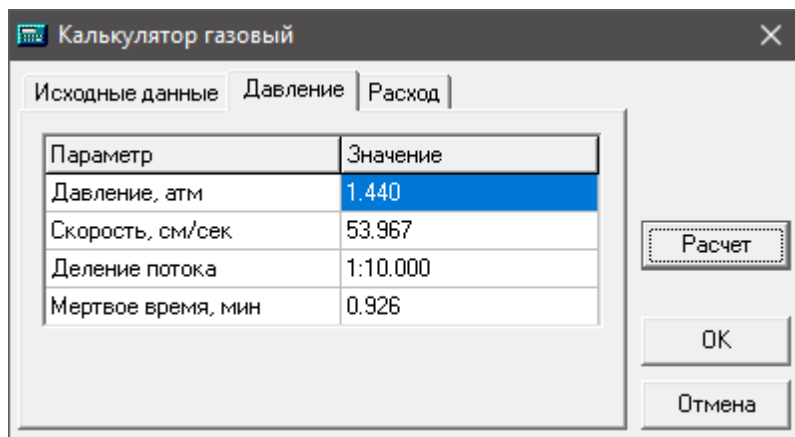 Калькулятор газовый
Исходные данные Давление Расход
Параметр Значение
Давление, атм 1.440
Скорость, см/сек 53.967
Деление потока 1:10.000
Мертвое время, мин 0.926
Расчет
OK
Отмена